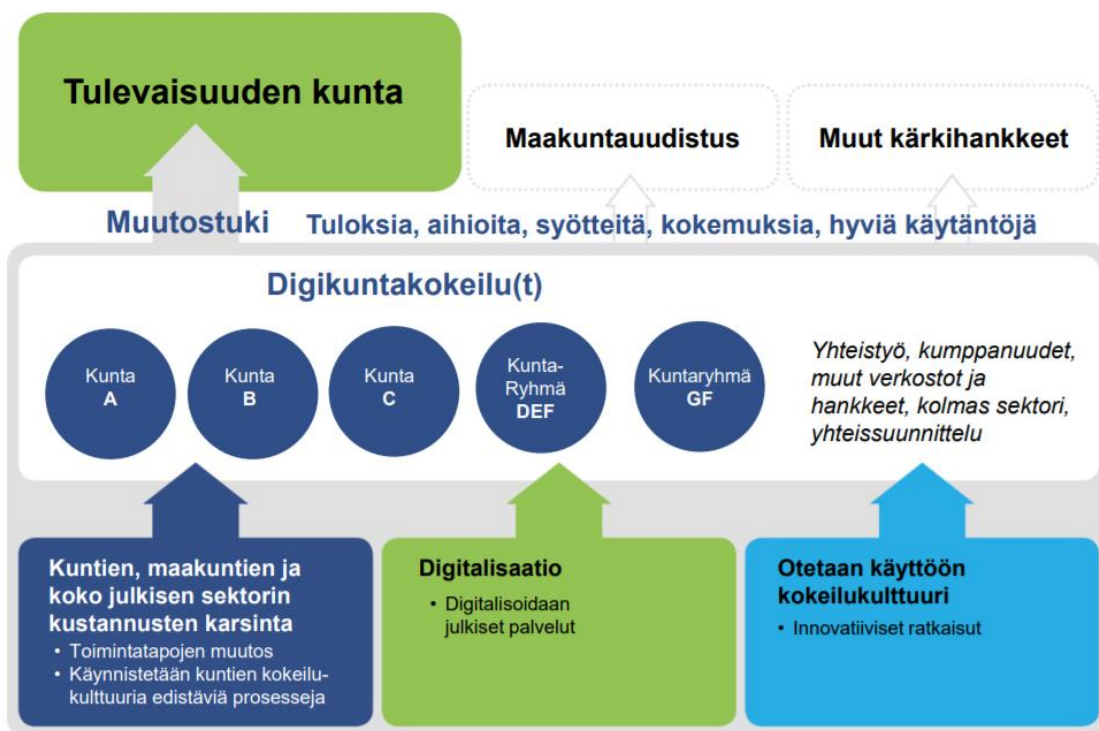 Tulevaisuuden kunta
Maakuntauudistus
Muut kärkihankkeet
Muutostuki
Tuloksia, aihioita, syötteitä, kokemuksia, hyviä käytäntöjä
Digikuntakokeilu(t)
Kunta
A
Kunta
B
Kunta
C
Kunta-
Ryhmä
DEF
Kuntaryhmä
GF
Yhteistyö, kumppanuudet,
muut verkostot ja
hankkeet, kolmas sektori,
yhteissuunnittelu
Kuntien, maakuntien ja
koko julkisen sektorin
kustannusten karsinta
• Toimintatapojen muutos
• Käynnistetään kuntien kokeilu-
kulttuuria edistäviä prosesseja
Digitalisaatio
• Digitalisoidaan
julkiset palvelut
Otetaan käyttöön
kokeilukulttuuri
• Innovatiiviset ratkaisut